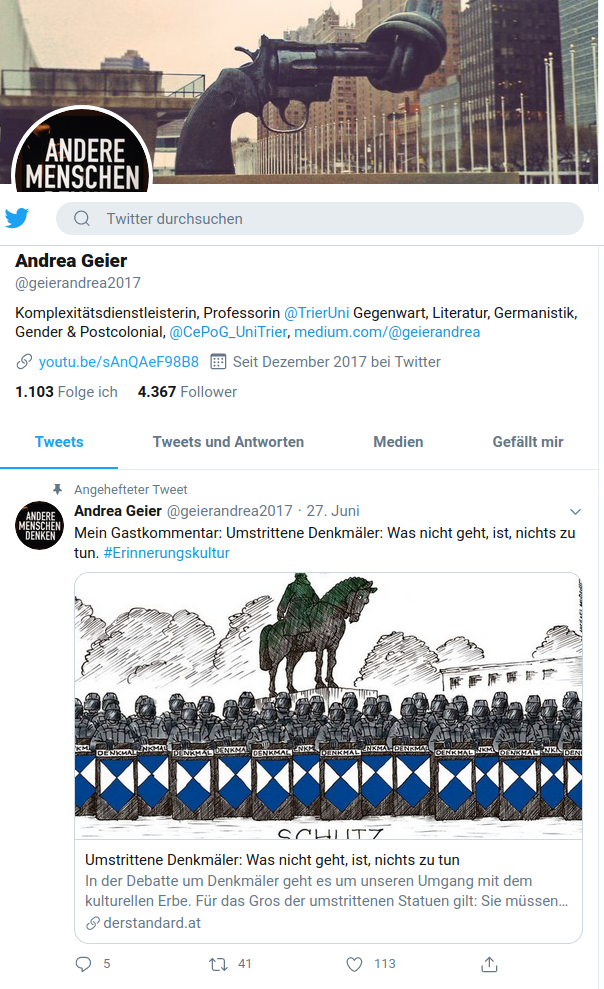 ANDERE
MENSCHEN
Twitter durchsuchen
Andrea Geier
@geierandrea2017
Komplexitätsdienstleisterin, Professorin @TrierUni Gegenwart, Literatur, Germanistik,
Gender & Postcolonial, @CePoG_UniTrier, medium.com/@geierandrea
youtu.be/sAnQAeF98B8 Seit Dezember 2017 bei Twitter
1.103 Folge ich 4.367 Follower
Tweets Tweets und Antworten Medien Gefällt mir
Angehefteter Tweet
ANDERE
MENSCHEN
DENKEN
Andrea Geier @geierandrea2017 · 27. Juni
Mein Gastkommentar: Umstrittene Denkmäler: Was nicht geht, ist, nichts zu
tun. #Erinnerungskultur
DENKMAL DENKMAL DENKMAL DENKMAL DENKMAL DENKMAL
SCHUTZ
Umstrittene Denkmäler: Was nicht geht, ist, nichts zu tun
In der Debatte um Denkmäler geht es um unseren Umgang mit dem
kulturellen Erbe. Für das Gros der umstrittenen Statuen gilt: Sie müssen...
derstandard.at
5 41 113